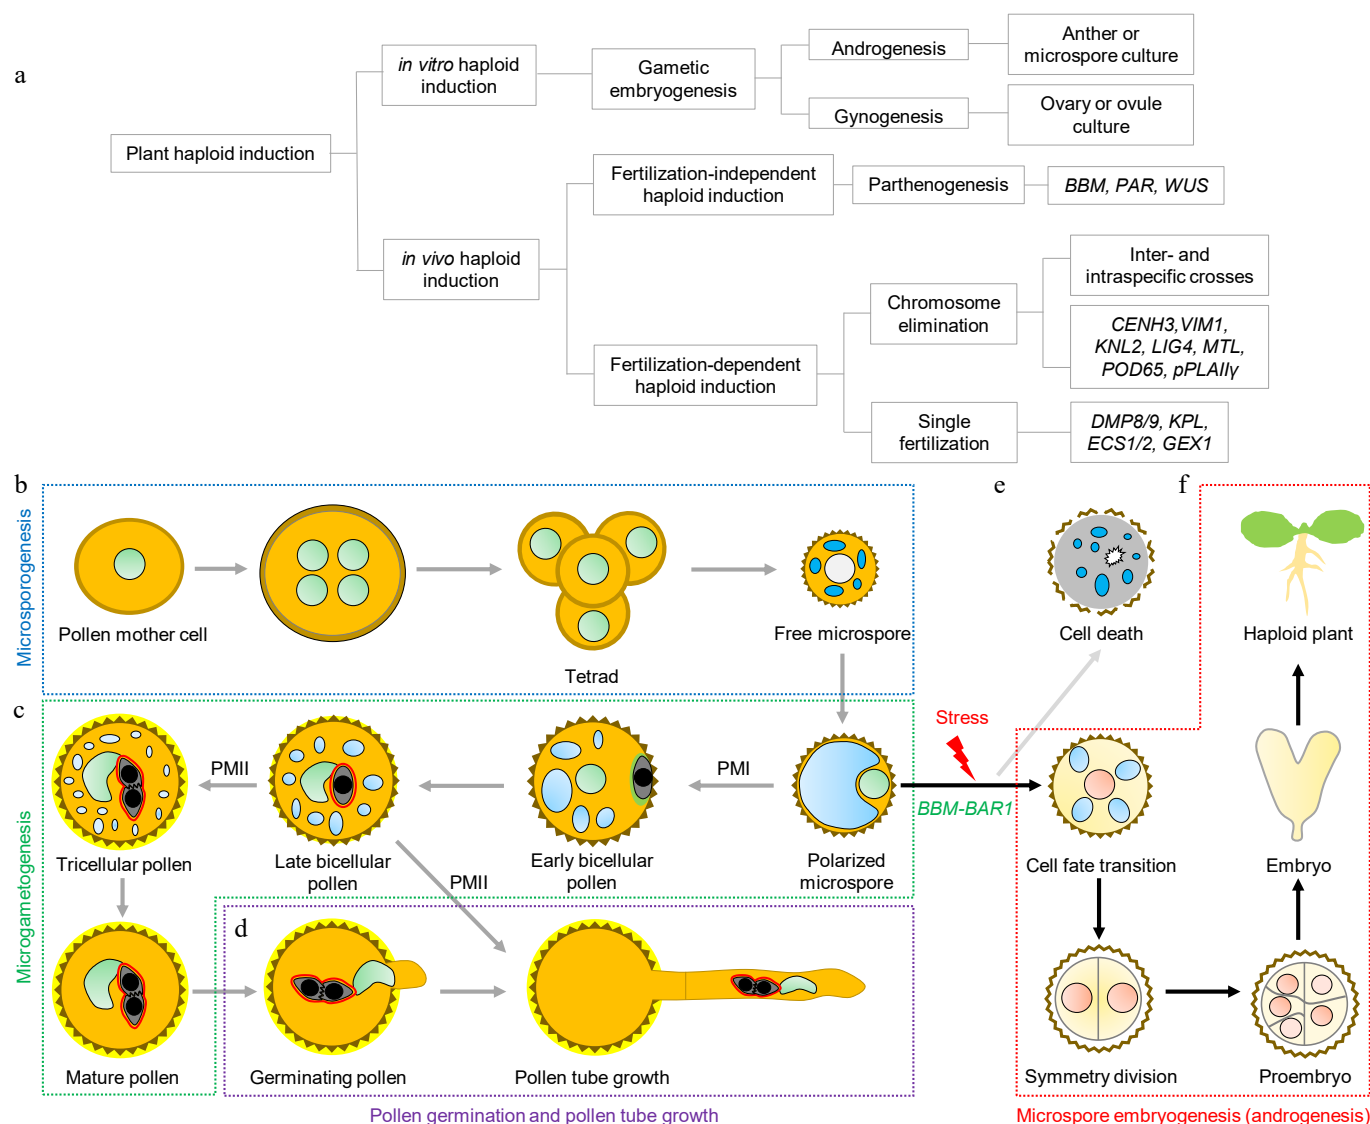 a
Plant haploid induction
in vitro haploid
induction
Gametic
embryogenesis
Androgenesis
Anther or
microspore culture
Gynogenesis
Ovary or ovule
culture
in vivo haploid
induction
Fertilization-independent
haploid induction
Parthenogenesis
BBM, PAR, WUS
Fertilization-dependent
haploid induction
Chromosome
elimination
Inter- and
intraspecific crosses
CENH3,VIM1,
KNL2, LIG4, MTL,
POD65, pPLAIIγ
Single
fertilization
DMP8/9, KPL,
ECS1/2, GEX1
b
Microsporogenesis
Pollen mother cell
Tetrad
Free microspore
c
Microgametogenesis
Tricellular pollen
PMII
Late bicellular
pollen
PMII
Early bicellular
pollen
PMI
Polarized
microspore
Mature pollen
d
Germinating pollen
Pollen tube growth
Pollen germination and pollen tube growth
e
Cell death
Stress
BBM-BAR1
f
Haploid plant
Cell fate transition
Embryo
Symmetry division
Proembryo
Microspore embryogenesis (androgenesis)